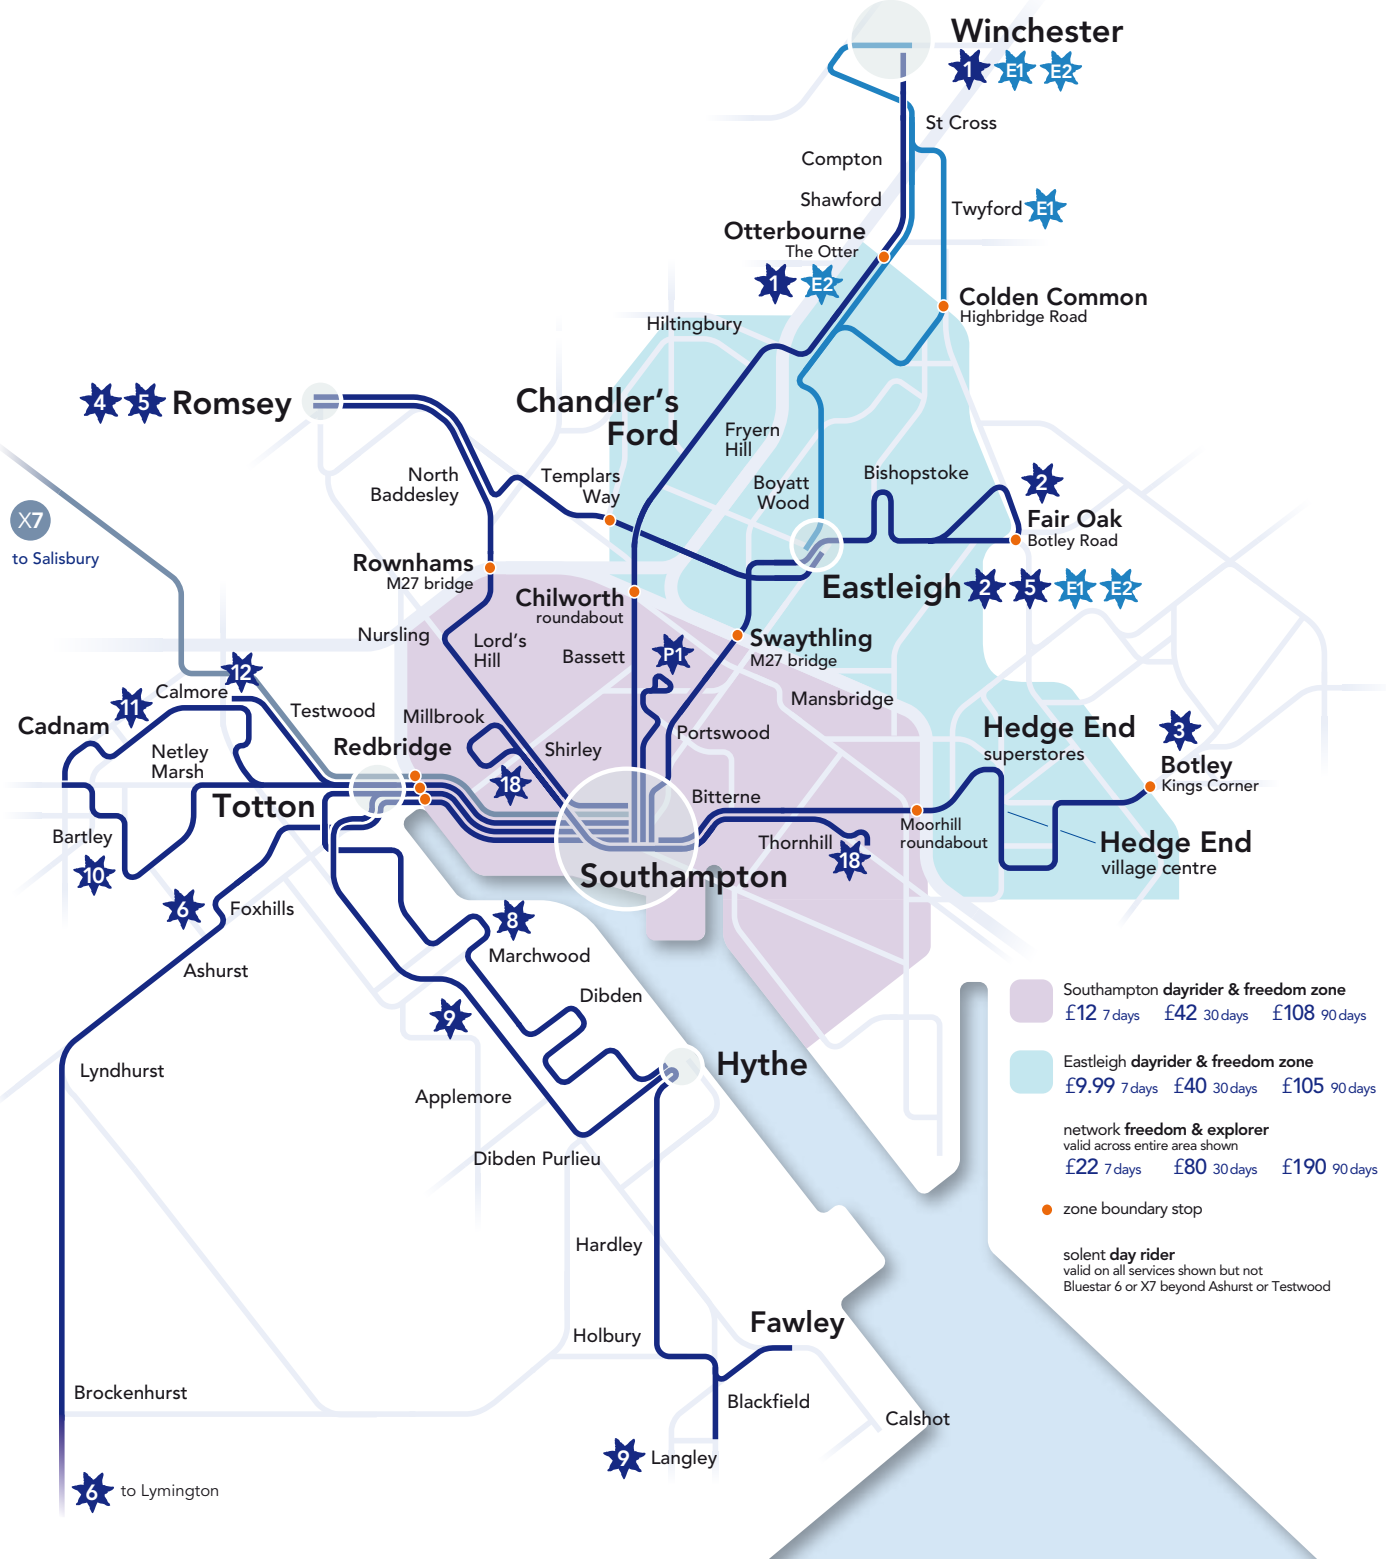 Winchester
1 E1 E2
St Cross
Compton
Shawford
Twyford E1
Otterbourne
The Otter
1 E2
Colden Common
Highbridge Road
Hiltingbury
4 5 Romsey
Chandler's
Ford
Fryern
Hill
North
Baddesley
Templars
Way
Boyatt
Wood
Bishopstoke
2
Fair Oak
Botley Road
X7
to Salisbury
Rownhams
M27 bridge
Eastleigh 2 5 E1 E2
Chilworth
roundabout
Nursling
Lord's
Hill
Bassett
P1
Swaythling
M27 bridge
12
Calmore
11
Cadnam
Testwood
Millbrook
Mansbridge
Netley
Marsh
Redbridge
Shirley
Portswood
Hedge End
superstores
3
Botley
Kings Corner
18
Totton
Bitterne
Bartley
10
Thornhill
18
Moorhill
roundabout
Hedge End
village centre
Southampton
6
Foxhills
8
Marchwood
Ashurst
Dibden
9
Southampton dayrider & freedom zone
£12 7 days £42 30 days £108 90 days
Hythe
Lyndhurst
Eastleigh dayrider & freedom zone
£9.99 7 days £40 30 days £105 90 days
Applemore
network freedom & explorer
valid across entire area shown
£22 7 days £80 30 days £190 90 days
Dibden Purlieu
zone boundary stop
Hardley
solent day rider
valid on all services shown but not
Bluestar 6 or X7 beyond Ashurst or Testwood
Fawley
Holbury
Brockenhurst
Blackfield
Calshot
9 Langley
6 to Lymington